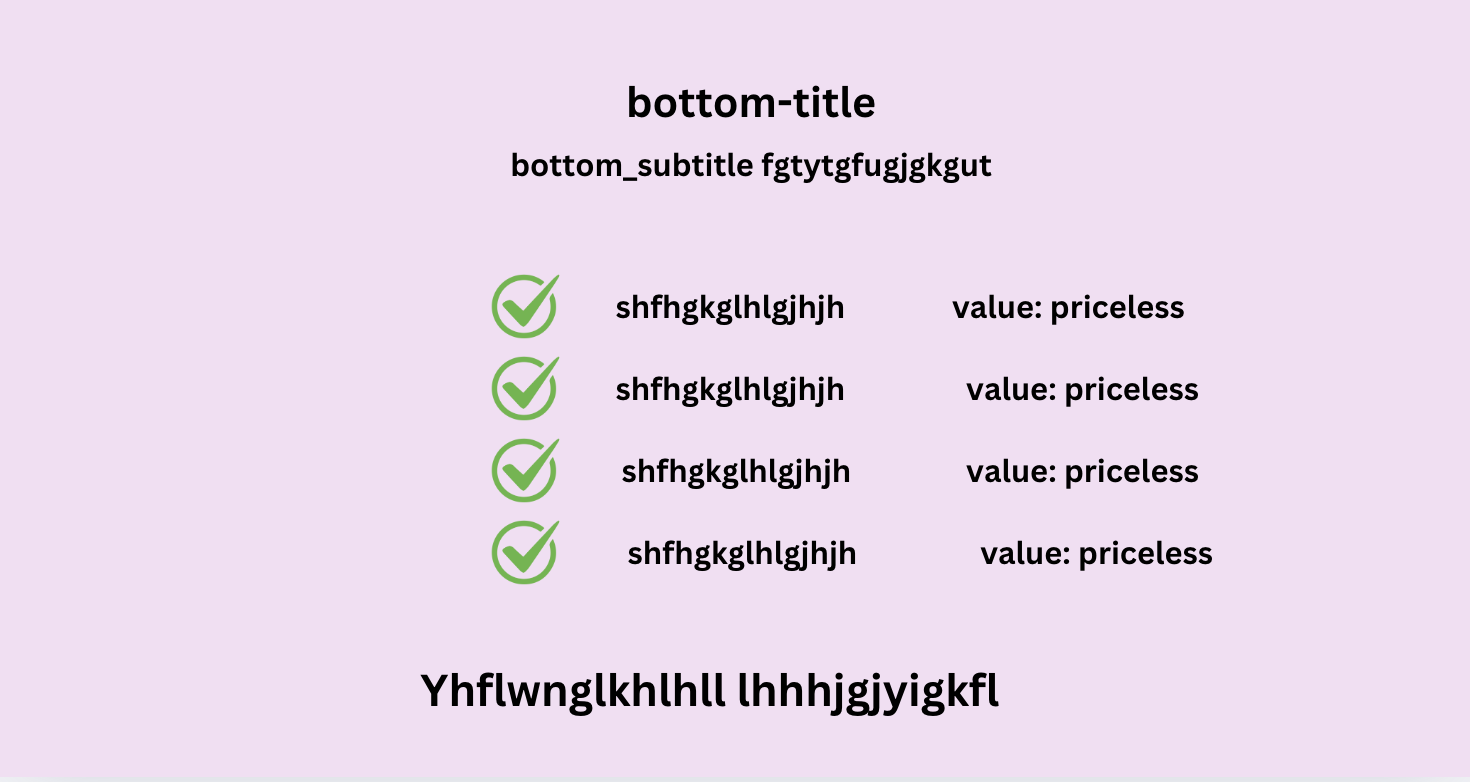 bottom-title
bottom_subtitle fgtytgfugjgkgut
shfhgkglhlgjhjh value: priceless
shfhgkglhlgjhjh value: priceless
shfhgkglhlgjhjh value: priceless
shfhgkglhlgjhjh value: priceless
Yhflwnglkhlhll lhhhjgjyigkfl